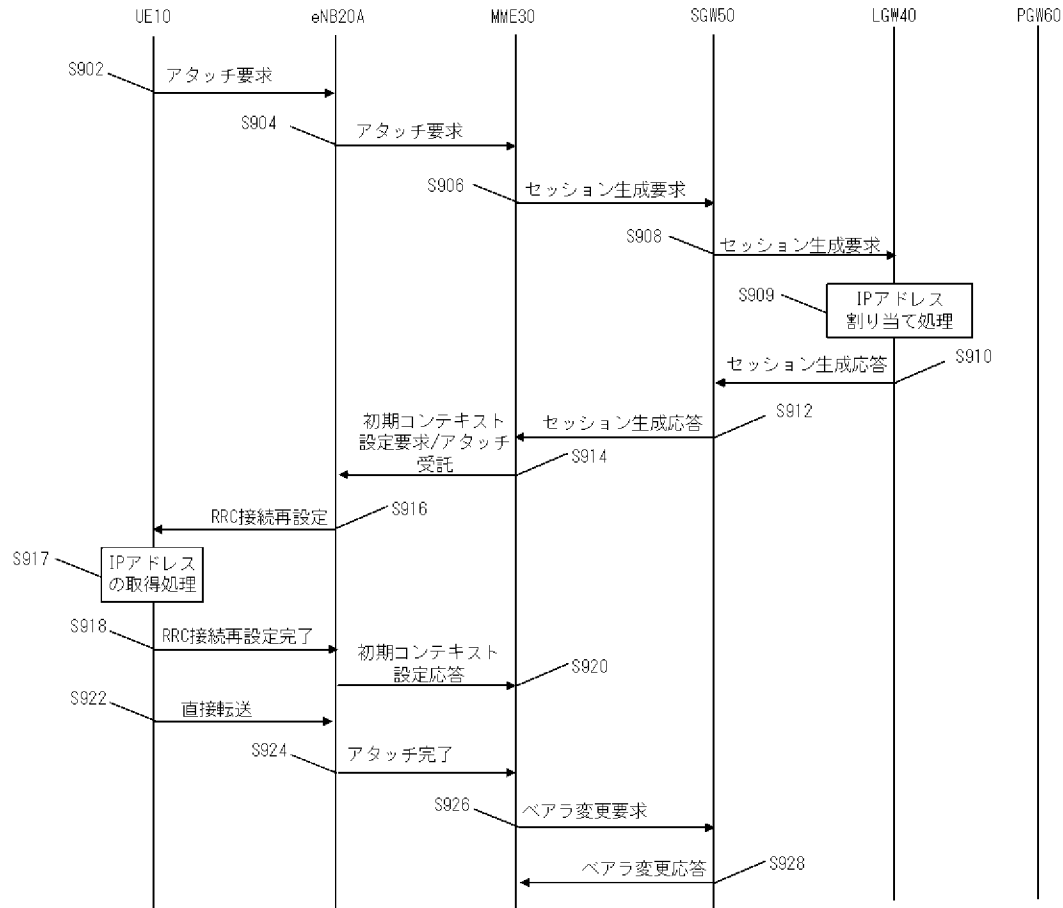 UE10
eNB20A
MME30
SGW50
LGW40
PGW60
S902
アタッチ要求
S904
アタッチ要求
S906
セッション生成要求
S908
セッション生成要求
S909
IPアドレス
割り当て処理
セッション生成応答
S910
セッション生成応答
S912
初期コンテキスト
設定要求/アタッチ
受託
S914
RRC接続再設定
S916
S917
IPアドレス
の取得処理
S918
RRC接続再設定完了
初期コンテキスト
設定応答
S920
S922
直接転送
S924
アタッチ完了
S926
ベアラ変更要求
ベアラ変更応答
S928